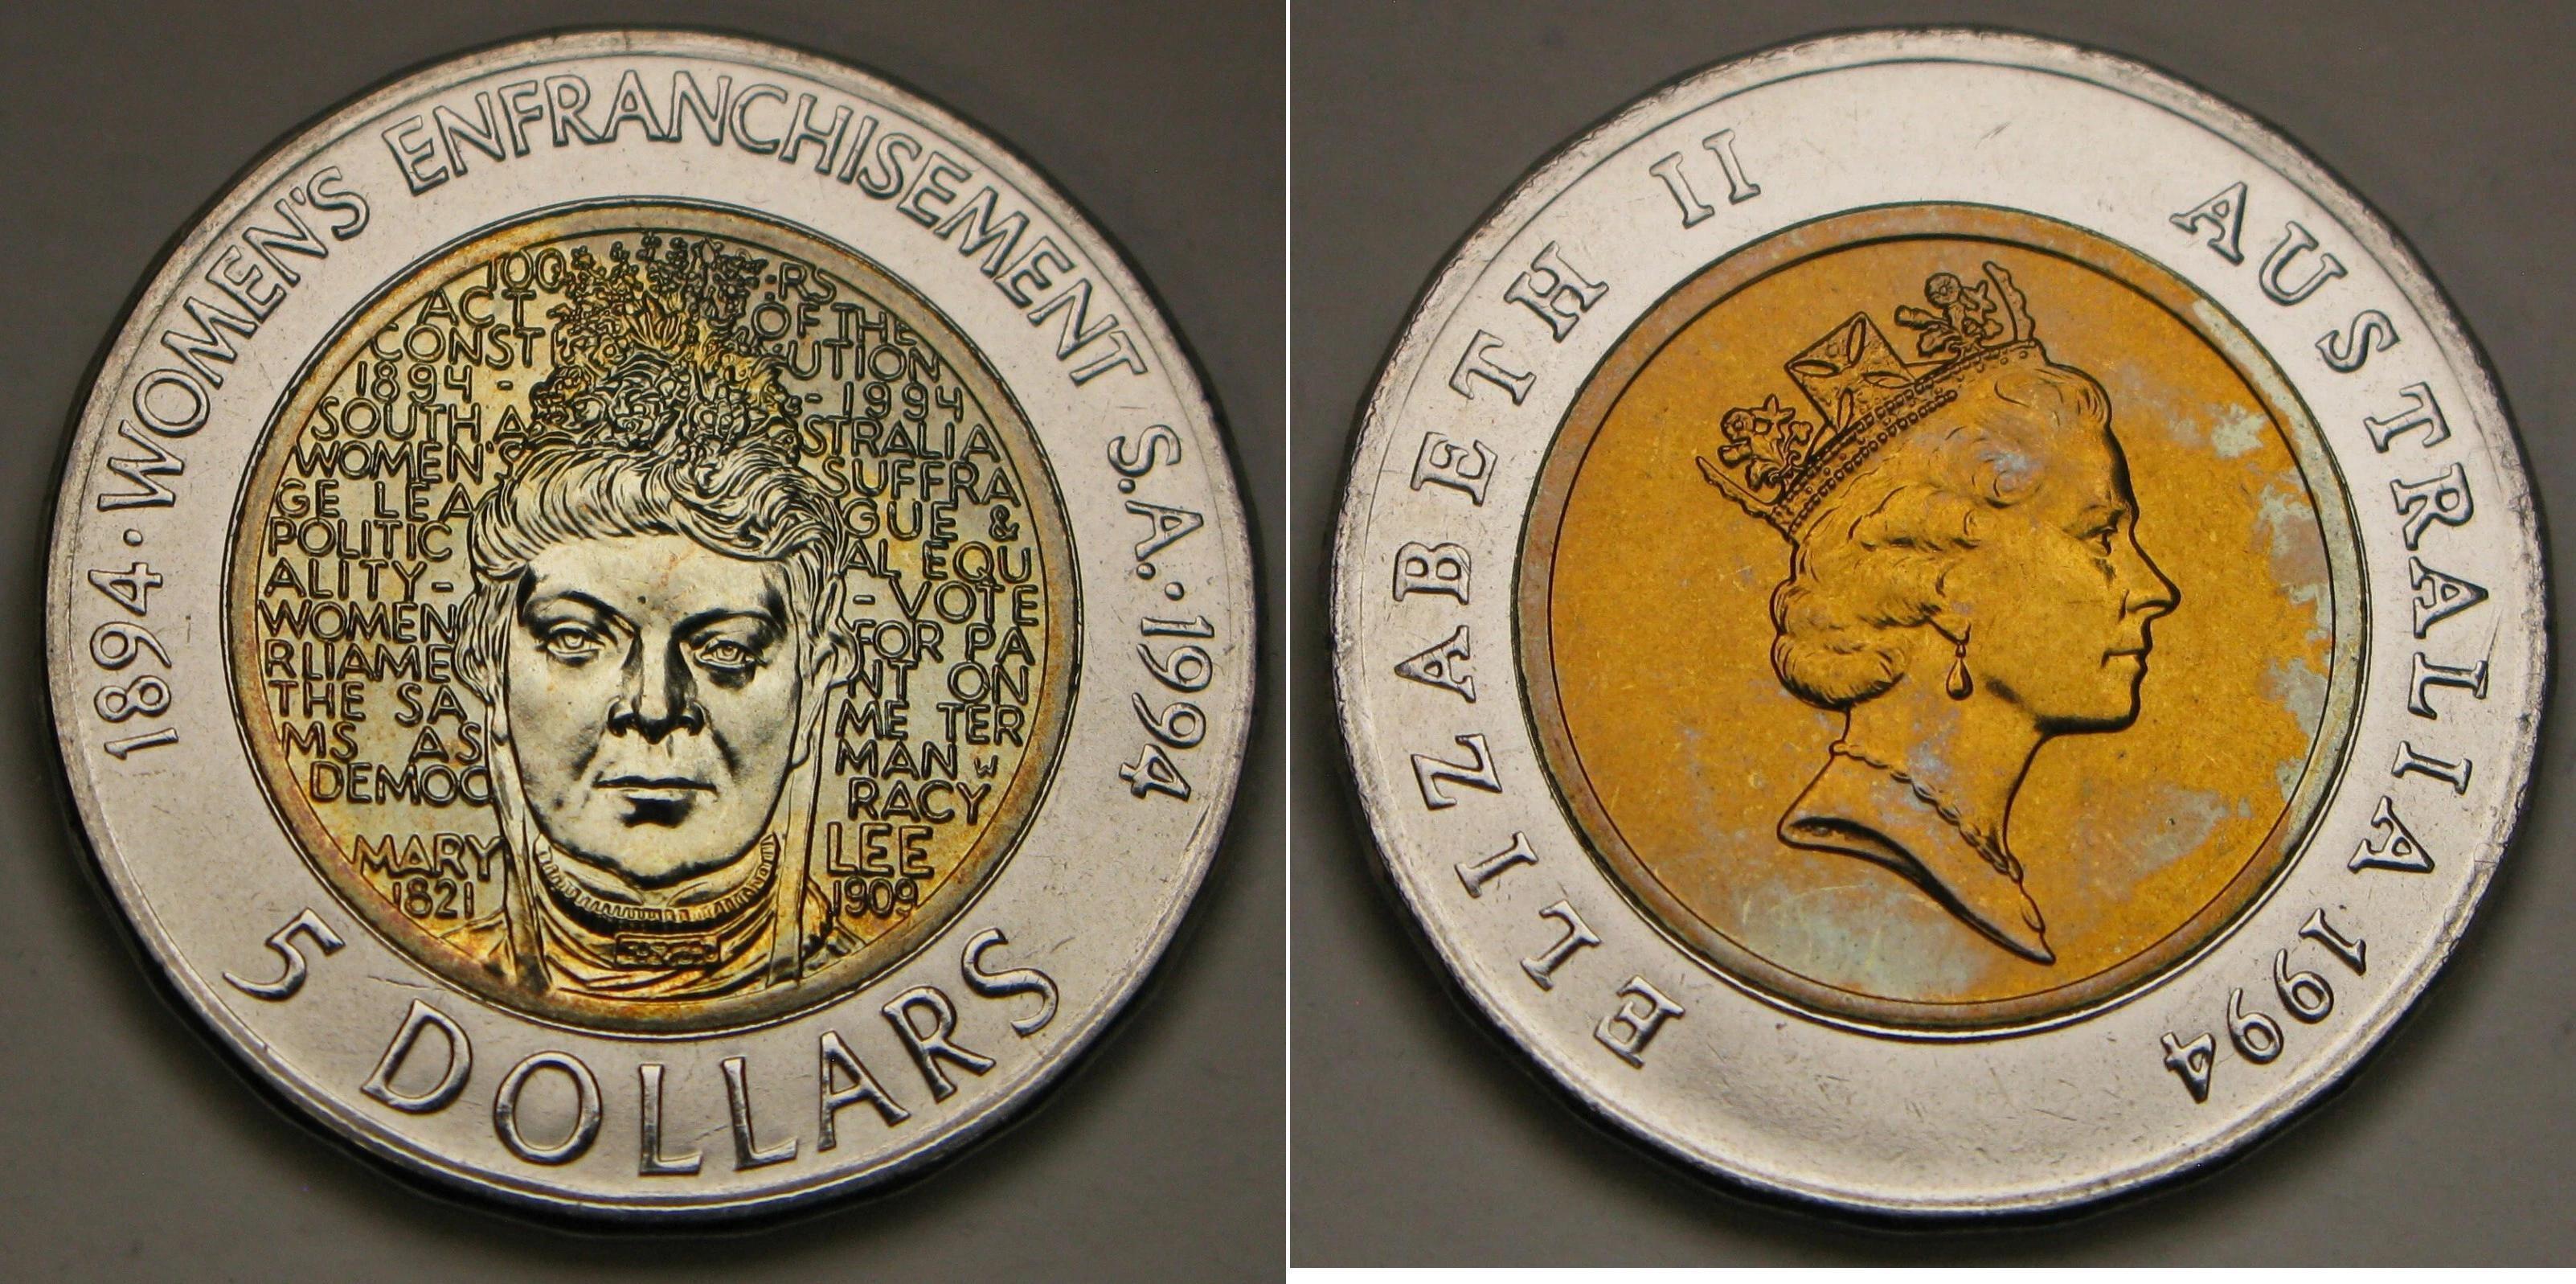 1894·WOMEN'S ENFRANCHISEMENT S.A.·1994
100 RS
ACT OF THE
CONST UTION
1894 - - 1994
SOUTH A STRALIA
WOMEN'S SUFFRA
GE LEA GUE &
POLITIC AL EQU
ALITY- -VOTE
WOMEN FOR PA
RLIAME NT ON
THE SA ME TER
MS AS MAN W
DEMOC RACY
MARY LEE
1821 1909
5 DOLLARS
ELIZABETH II AUSTRALIA 1994